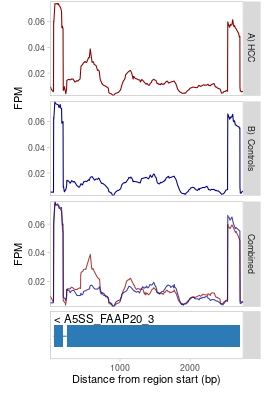 0.06
0.04
0.02
FPM
A) HCC
0.06
0.04
0.02
FPM
B) Controls
0.06
0.04
0.02
FPM
Combined
< A5SS_FAAP20_3
1000
2000
Distance from region start (bp)